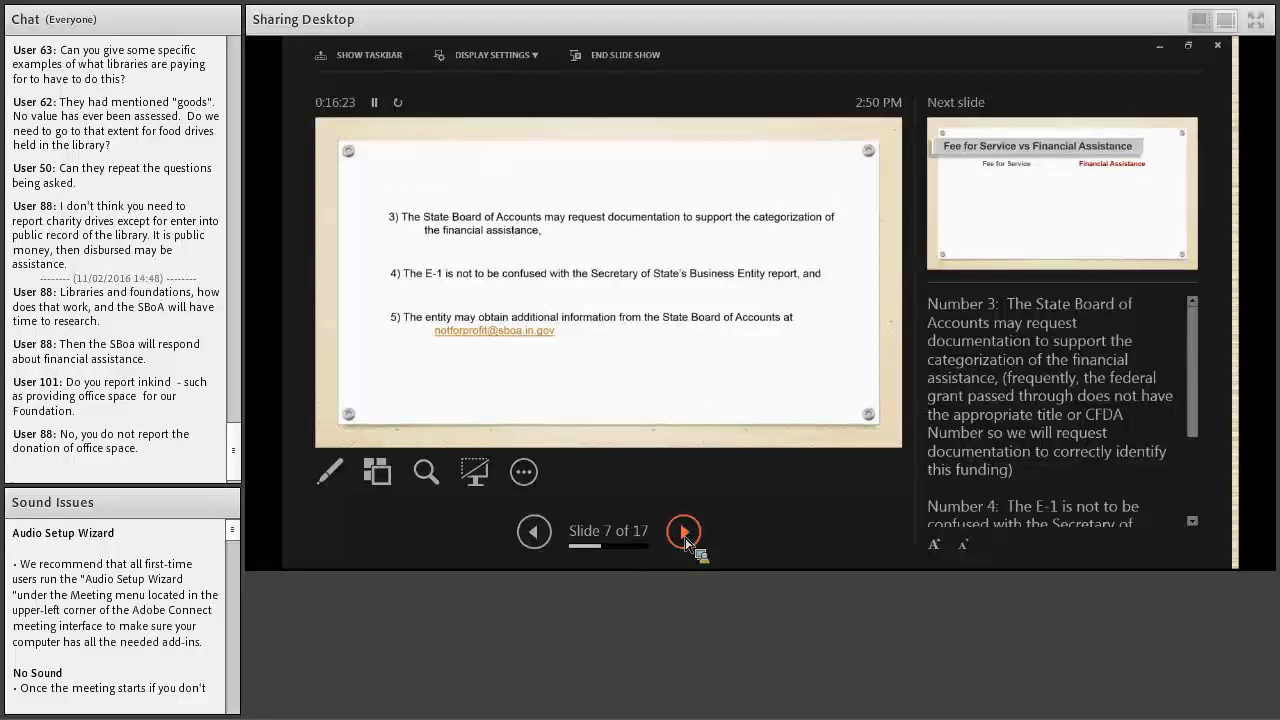 Chat (Everyone)
User 63: Can you give some specific
examples of what libraries are paying
for to have to do this?
User 62: They had mentioned "goods".
No value has ever been assessed. Do we
need to go to that extent for food drives
held in the library?
User 50: Can they repeat the questions
being asked.
User 88: I don't think you need to
report charity drives except for enter into
public record of the library. It is public
money, then disbursed may be
assistance.
-------- (11/02/2016 14:48) --------
User 88: Libraries and foundations, how
does that work, and the SBoA will have
time to research.
User 88: Then the SBoa will respond
about financial assistance.
User 101: Do you report inkind - such
as providing office space for our
Foundation.
User 88: No, you do not report the
donation of office space.
Sound Issues
Audio Setup Wizard
• We recommend that all first-time
users run the "Audio Setup Wizard
"under the Meeting menu located in the
upper-left corner of the Adobe Connect
meeting interface to make sure your
computer has all the needed add-ins.
No Sound
• Once the meeting starts if you don't
Sharing Desktop
SHOW TASKBAR
DISPLAY SETTINGS ▾
END SLIDE SHOW
0:16:23
2:50 PM
3) The State Board of Accounts may request documentation to support the categorization of
the financial assistance,
4) The E-1 is not to be confused with the Secretary of State's Business Entity report, and
5) The entity may obtain additional information from the State Board of Accounts at
notforprofit@sboa.in.gov
Slide 7 of 17
Next slide
Fee for Service vs Financial Assistance
Fee for Service
Financial Assistance
Number 3: The State Board of
Accounts may request
documentation to support the
categorization of the financial
assistance, (frequently, the federal
grant passed through does not have
the appropriate title or CFDA
Number so we will request
documentation to correctly identify
this funding)
Number 4: The E-1 is not to be
confused with the Secretary of
A A